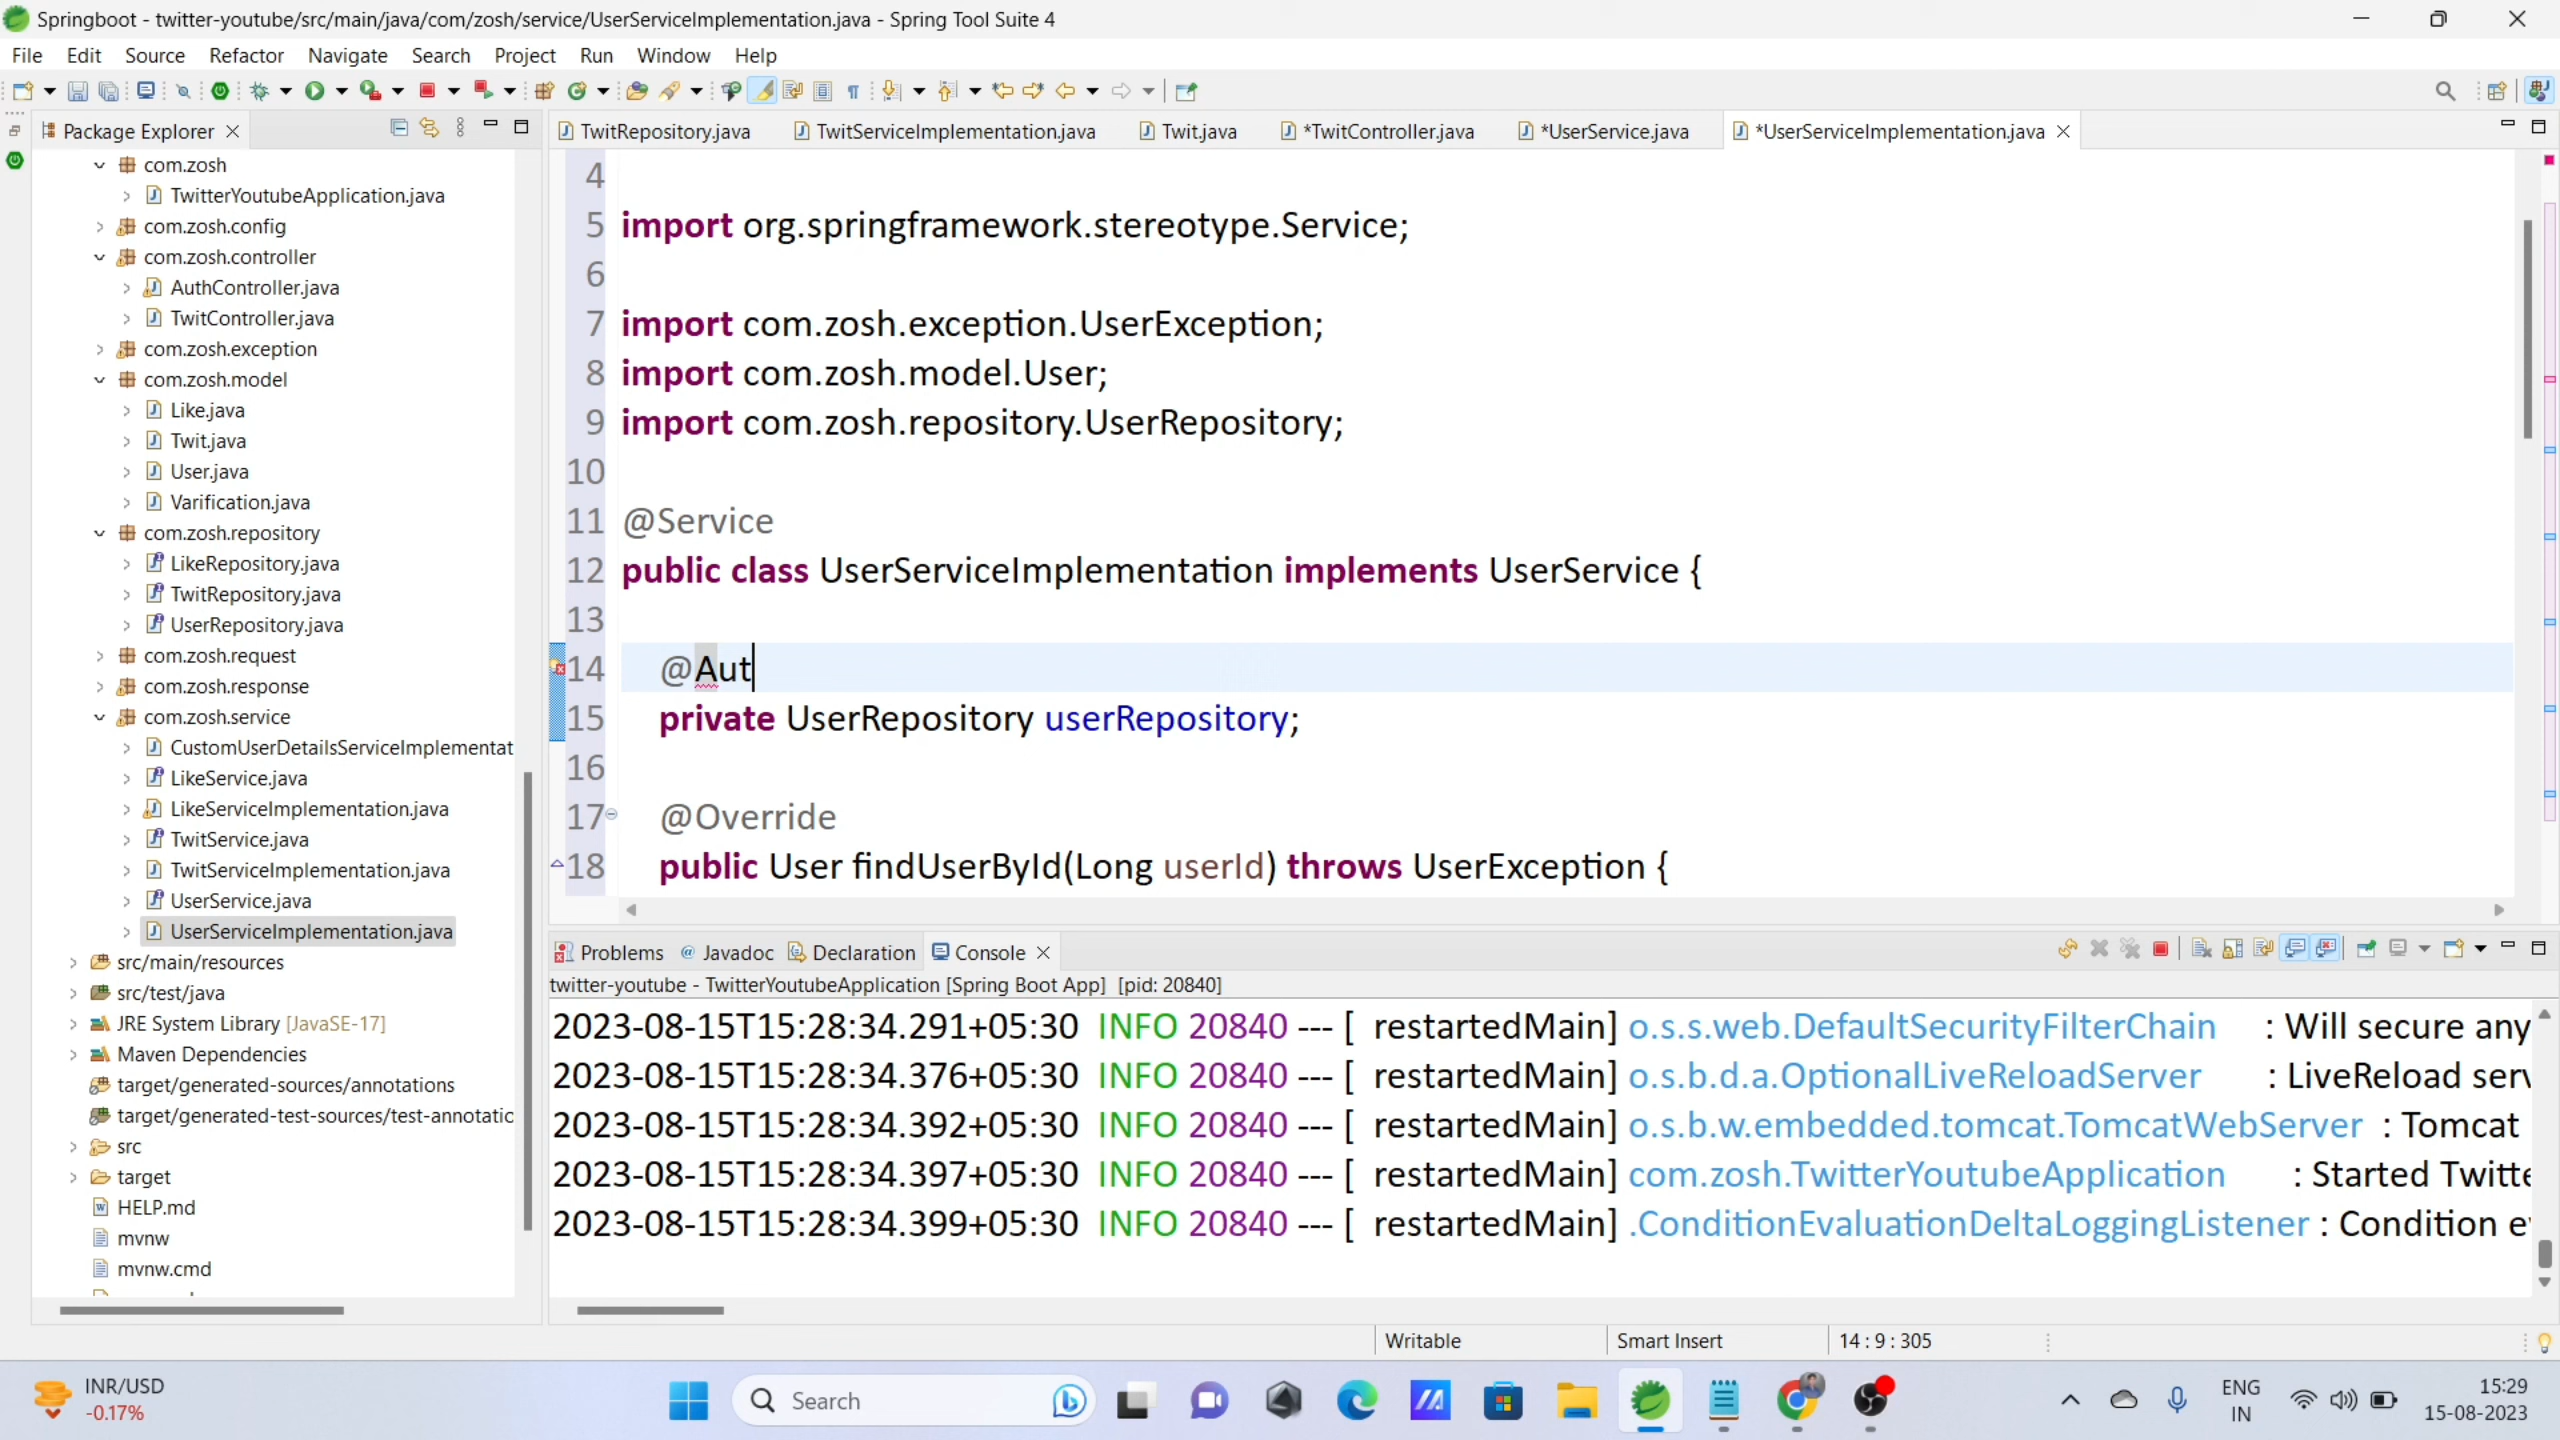 Springboot - twitter-youtube/src/main/java/com/zosh/service/UserServiceImplementation.java - Spring Tool Suite 4
File Edit Source Refactor Navigate Search Project Run Window Help
Package Explorer
TwitRepository.java TwitServiceImplementation.java Twit.java *TwitController.java *UserService.java *UserServiceImplementation.java
com.zosh
TwitterYoutubeApplication.java
com.zosh.config
com.zosh.controller
AuthController.java
TwitController.java
com.zosh.exception
com.zosh.model
Like.java
Twit.java
User.java
Varification.java
com.zosh.repository
LikeRepository.java
TwitRepository.java
UserRepository.java
com.zosh.request
com.zosh.response
com.zosh.service
CustomUserDetailsServiceImplementat
LikeService.java
LikeServiceImplementation.java
TwitService.java
TwitServiceImplementation.java
UserService.java
UserServiceImplementation.java
src/main/resources
src/test/java
JRE System Library [JavaSE-17]
Maven Dependencies
target/generated-sources/annotations
target/generated-test-sources/test-annotatio
src
target
HELP.md
mvnw
mvnw.cmd
4
5 import org.springframework.stereotype.Service;
6
7 import com.zosh.exception.UserException;
8 import com.zosh.model.User;
9 import com.zosh.repository.UserRepository;
10
11 @Service
12 public class UserServiceImplementation implements UserService {
13
14 @Aut
15 private UserRepository userRepository;
16
17 @Override
18 public User findUserById(Long userId) throws UserException {
Problems Javadoc Declaration Console
twitter-youtube - TwitterYoutubeApplication [Spring Boot App] [pid: 20840]
2023-08-15T15:28:34.291+05:30 INFO 20840 --- [ restartedMain] o.s.s.web.DefaultSecurityFilterChain : Will secure any
2023-08-15T15:28:34.376+05:30 INFO 20840 --- [ restartedMain] o.s.b.d.a.OptionalLiveReloadServer : LiveReload serv
2023-08-15T15:28:34.392+05:30 INFO 20840 --- [ restartedMain] o.s.b.w.embedded.tomcat.TomcatWebServer : Tomcat
2023-08-15T15:28:34.397+05:30 INFO 20840 --- [ restartedMain] com.zosh.TwitterYoutubeApplication : Started Twitte
2023-08-15T15:28:34.399+05:30 INFO 20840 --- [ restartedMain] .ConditionEvaluationDeltaLoggingListener : Condition e
Writable Smart Insert 14 : 9 : 305
INR/USD
-0.17%
Search
ENG
IN
15:29
15-08-2023